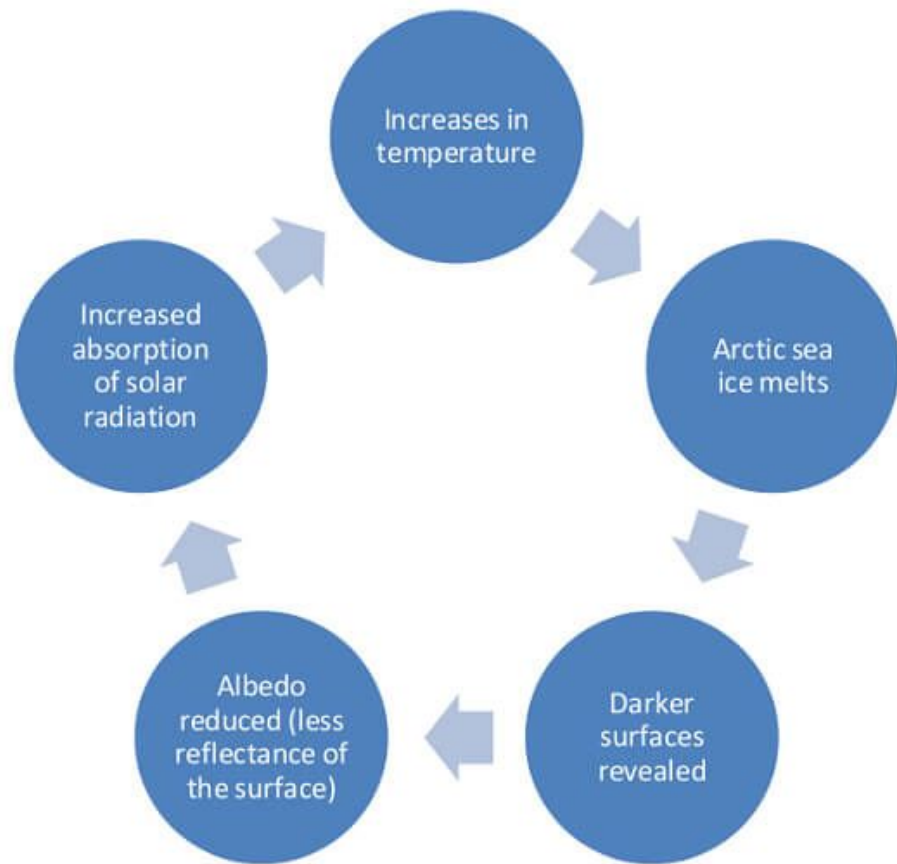 Increases in
temperature
Arctic sea
ice melts
Darker
surfaces
revealed
Albedo
reduced (less
reflectance of
the surface)
Increased
absorption
of solar
radiation